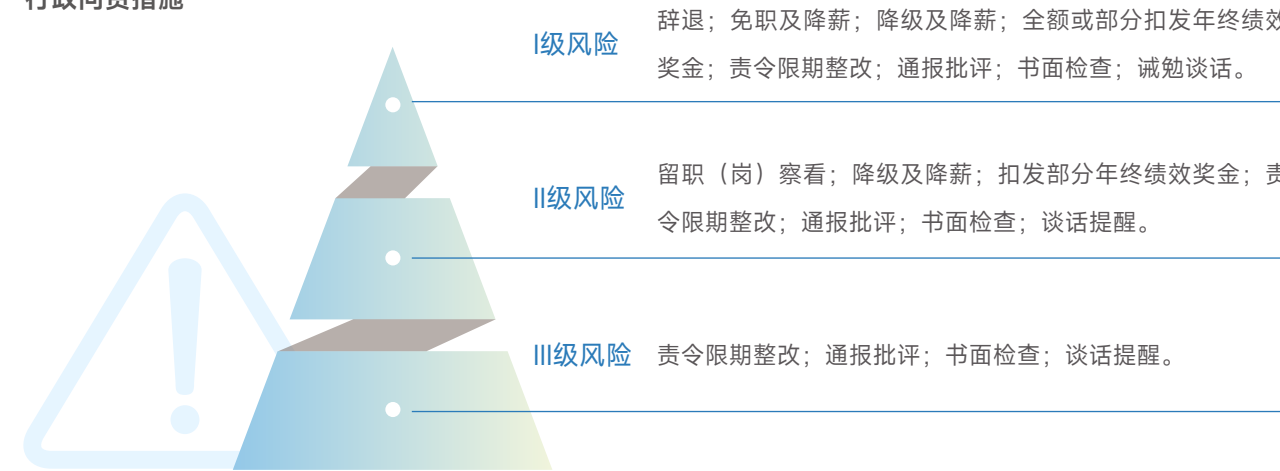 行政问责措施
I级风险
辞退；免职及降薪；降级及降薪；全额或部分扣发年终绩效
奖金；责令限期整改；通报批评；书面检查；诫勉谈话。
II级风险
留职（岗）察看；降级及降薪；扣发部分年终绩效奖金；责
令限期整改；通报批评；书面检查；谈话提醒。
III级风险
责令限期整改；通报批评；书面检查；谈话提醒。